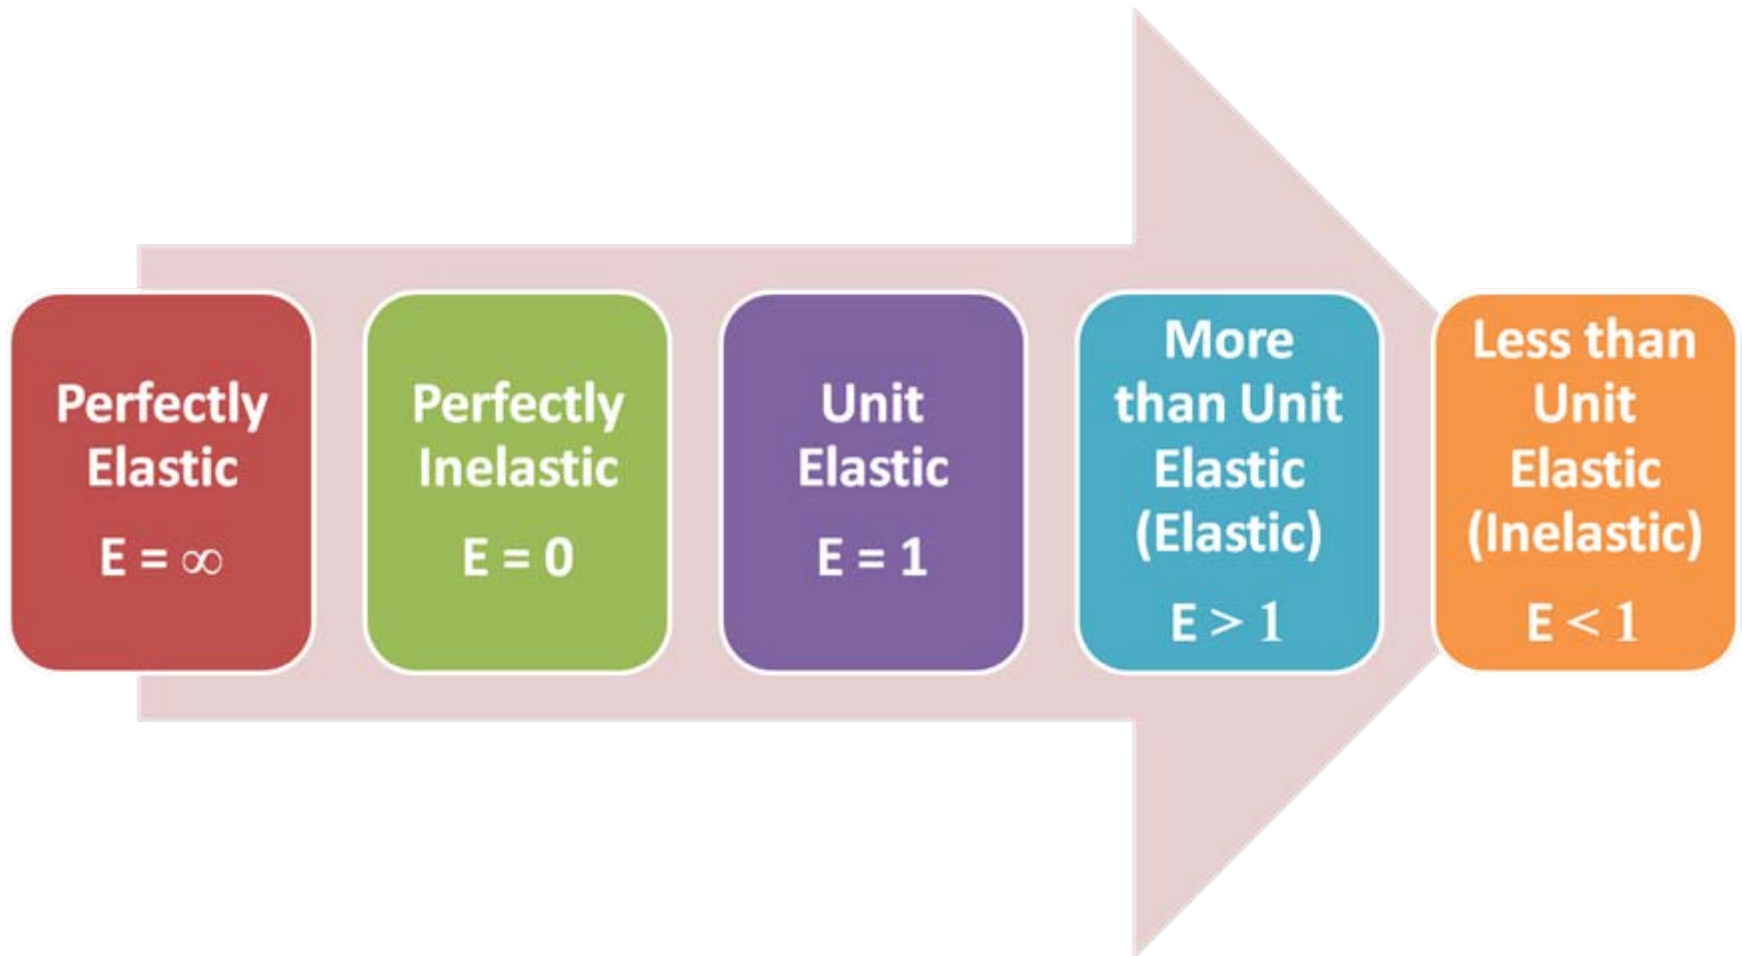 Perfectly
Elastic
E = ∞
Perfectly
Inelastic
E = 0
Unit
Elastic
E = 1
More
than Unit
Elastic
(Elastic)
E > 1
Less than
Unit
Elastic
(Inelastic)
E < 1